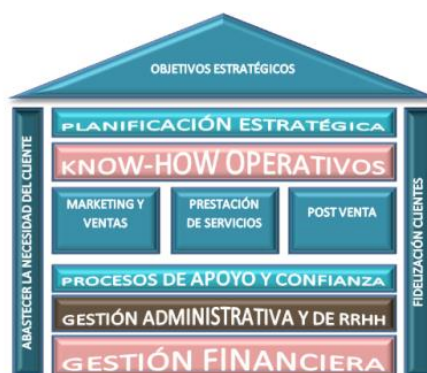 OBJETIVOS ESTRATÉGICOS
ABASTECER LA NECESIDAD DEL CLIENTE
PLANIFICACIÓN ESTRATÉGICA
KNOW-HOW OPERATIVOS
MARKETING Y
VENTAS
PRESTACIÓN
DE SERVICIOS
POST VENTA
PROCESOS DE APOYO Y CONFIANZA
GESTIÓN ADMINISTRATIVA Y DE RRHH
GESTIÓN FINANCIERA
FIDELIZACIÓN CLIENTES